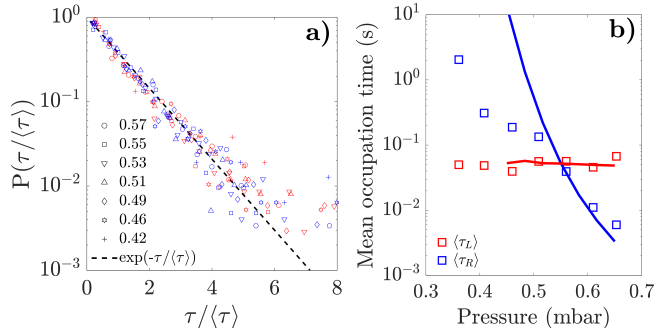 a)
P(τ/⟨τ⟩)
10^0
10^-1
10^-2
10^-3
0.57
0.55
0.53
0.51
0.49
0.46
0.42
exp(-τ/⟨τ⟩)
0 2 4 6 8
τ/⟨τ⟩
b)
Mean occupation time (s)
10^1
10^0
10^-1
10^-2
10^-3
⟨τ_L⟩
⟨τ_R⟩
0.3 0.4 0.5 0.6 0.7
Pressure (mbar)